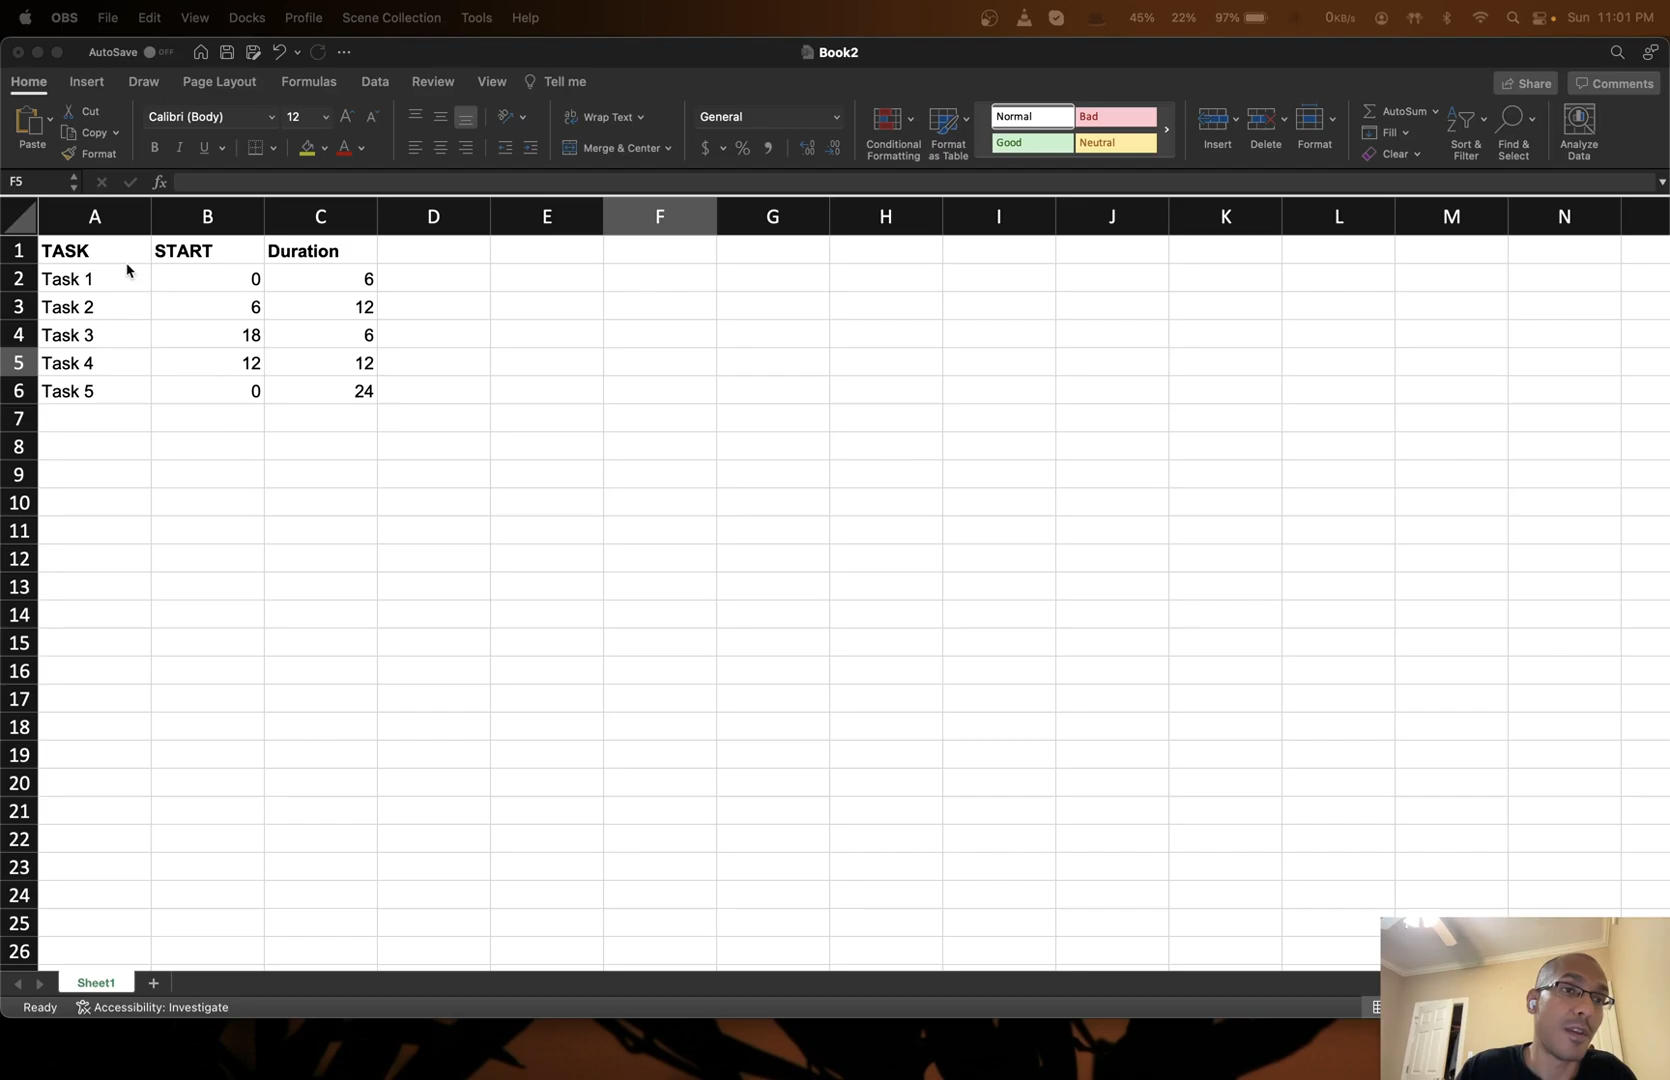 OBS File Edit View Docks Profile Scene Collection Tools Help 45% 22% 97% 0KB/s Sun 11:01 PM
AutoSave OFF Book2
Home Insert Draw Page Layout Formulas Data Review View Tell me Share Comments
Paste Cut Copy Format
Calibri (Body) 12 A A
B I U A
Wrap Text
Merge & Center
General
$ % 9
Conditional Formatting
Format as Table
Normal Bad
Good Neutral
Insert Delete Format
AutoSum
Fill
Clear
Sort & Filter
Find & Select
Analyze Data
F5 fx
A B C D E F G H I J K L M N
1 TASK START Duration
2 Task 1 0 6
3 Task 2 6 12
4 Task 3 18 6
5 Task 4 12 12
6 Task 5 0 24
7
8
9
10
11
12
13
14
15
16
17
18
19
20
21
22
23
24
25
26
Sheet1 +
Ready Accessibility: Investigate